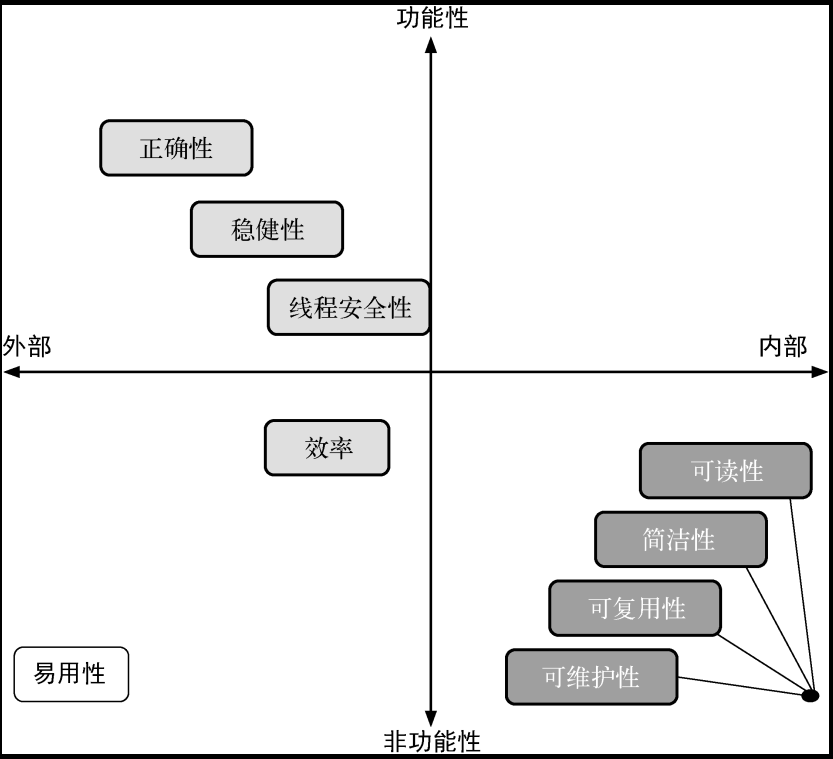 功能性
正确性
稳健性
线程安全性
外部
内部
效率
可读性
简洁性
可复用性
易用性
可维护性
非功能性